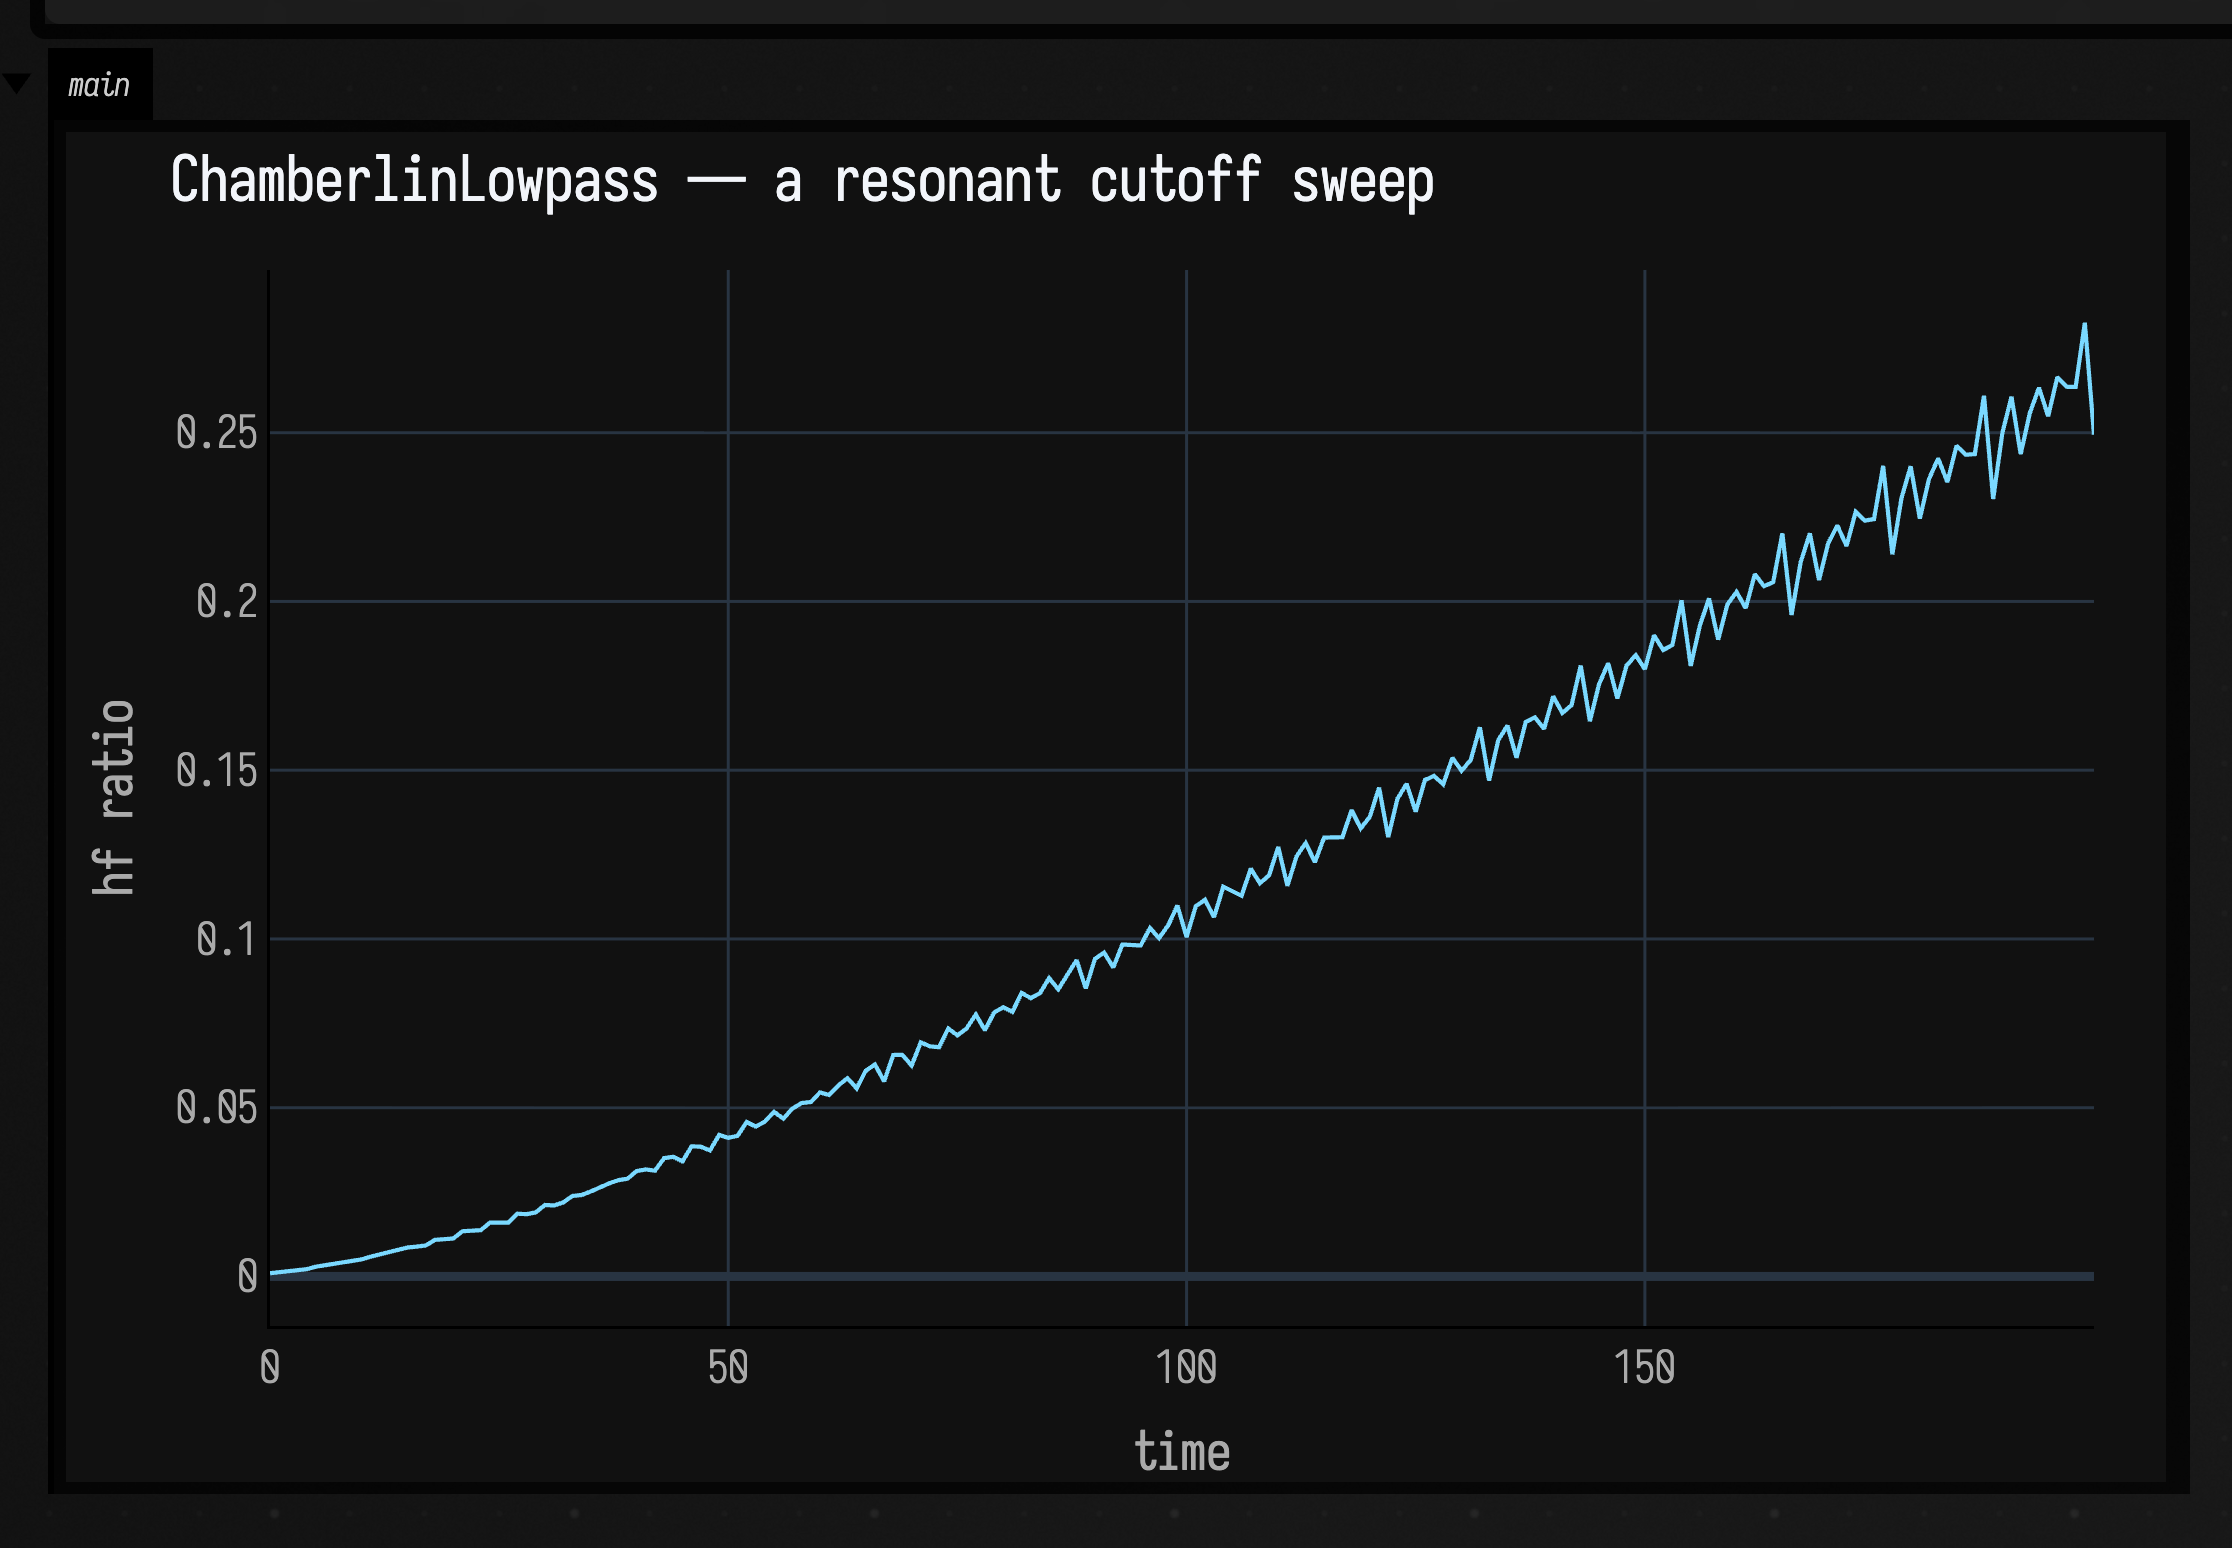 main
ChamberlinLowpass — a resonant cutoff sweep
hf ratio
0.25
0.2
0.15
0.1
0.05
0
0 50 100 150
time